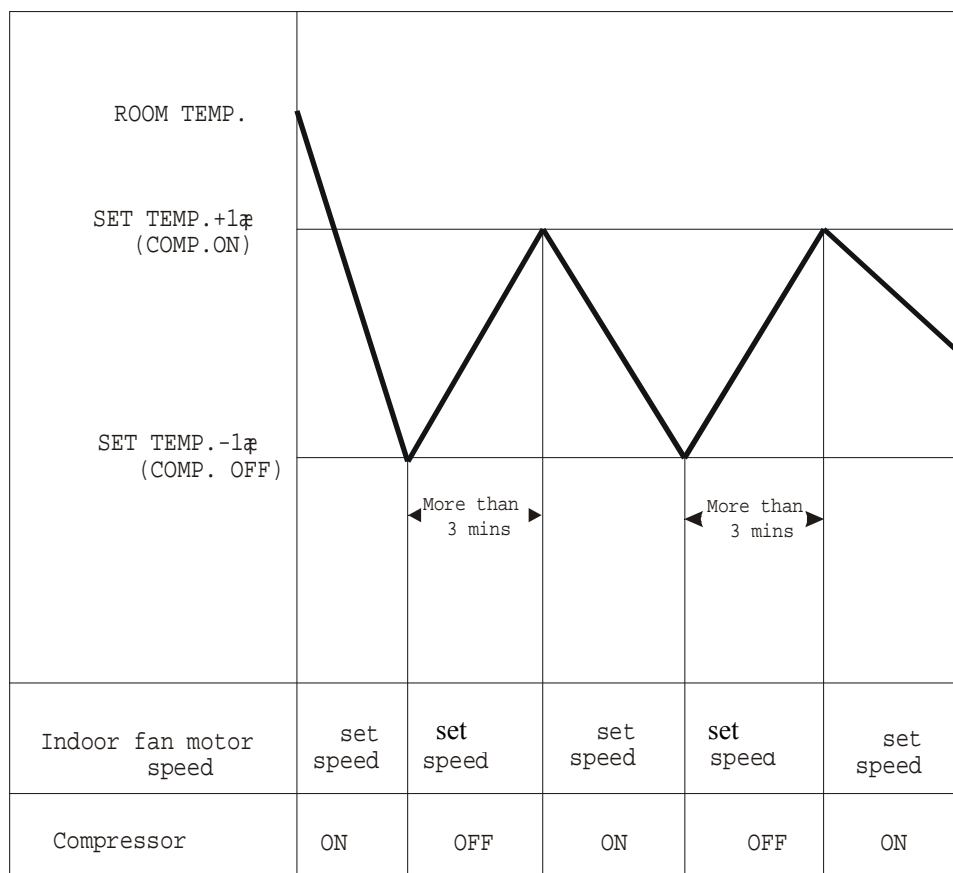 ROOM TEMP.
SET TEMP.+1æ
(COMP.ON)
SET TEMP.-1æ
(COMP. OFF)
More than
3 mins
More than
3 mins
Indoor fan motor
speed
set
speed
set
speed
set
speed
set
speed
set
speed
Compressor
ON
OFF
ON
OFF
ON